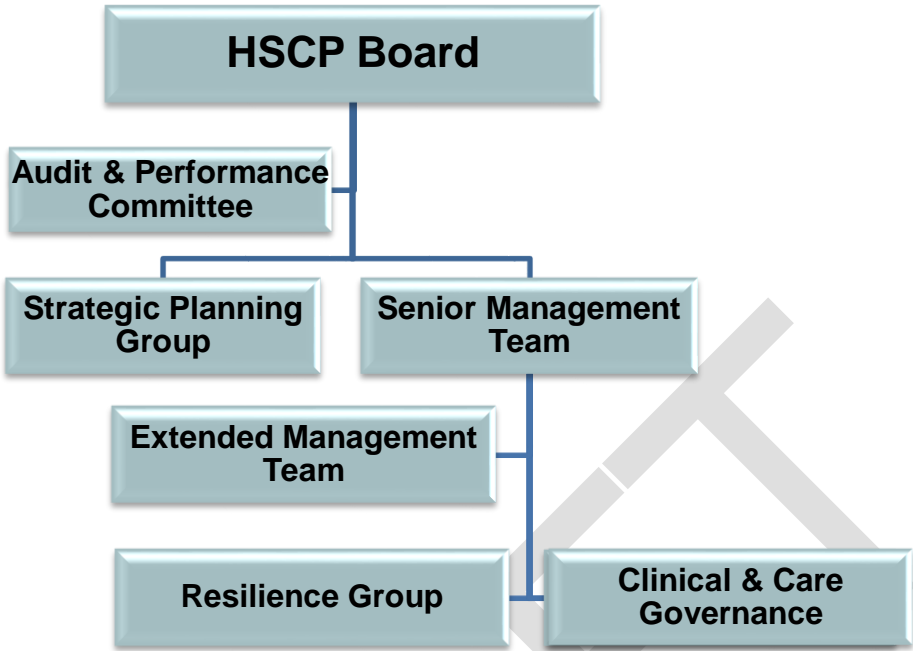 HSCP Board
Audit & Performance
Committee
Strategic Planning
Group
Senior Management
Team
Extended Management
Team
Resilience Group
Clinical & Care
Governance